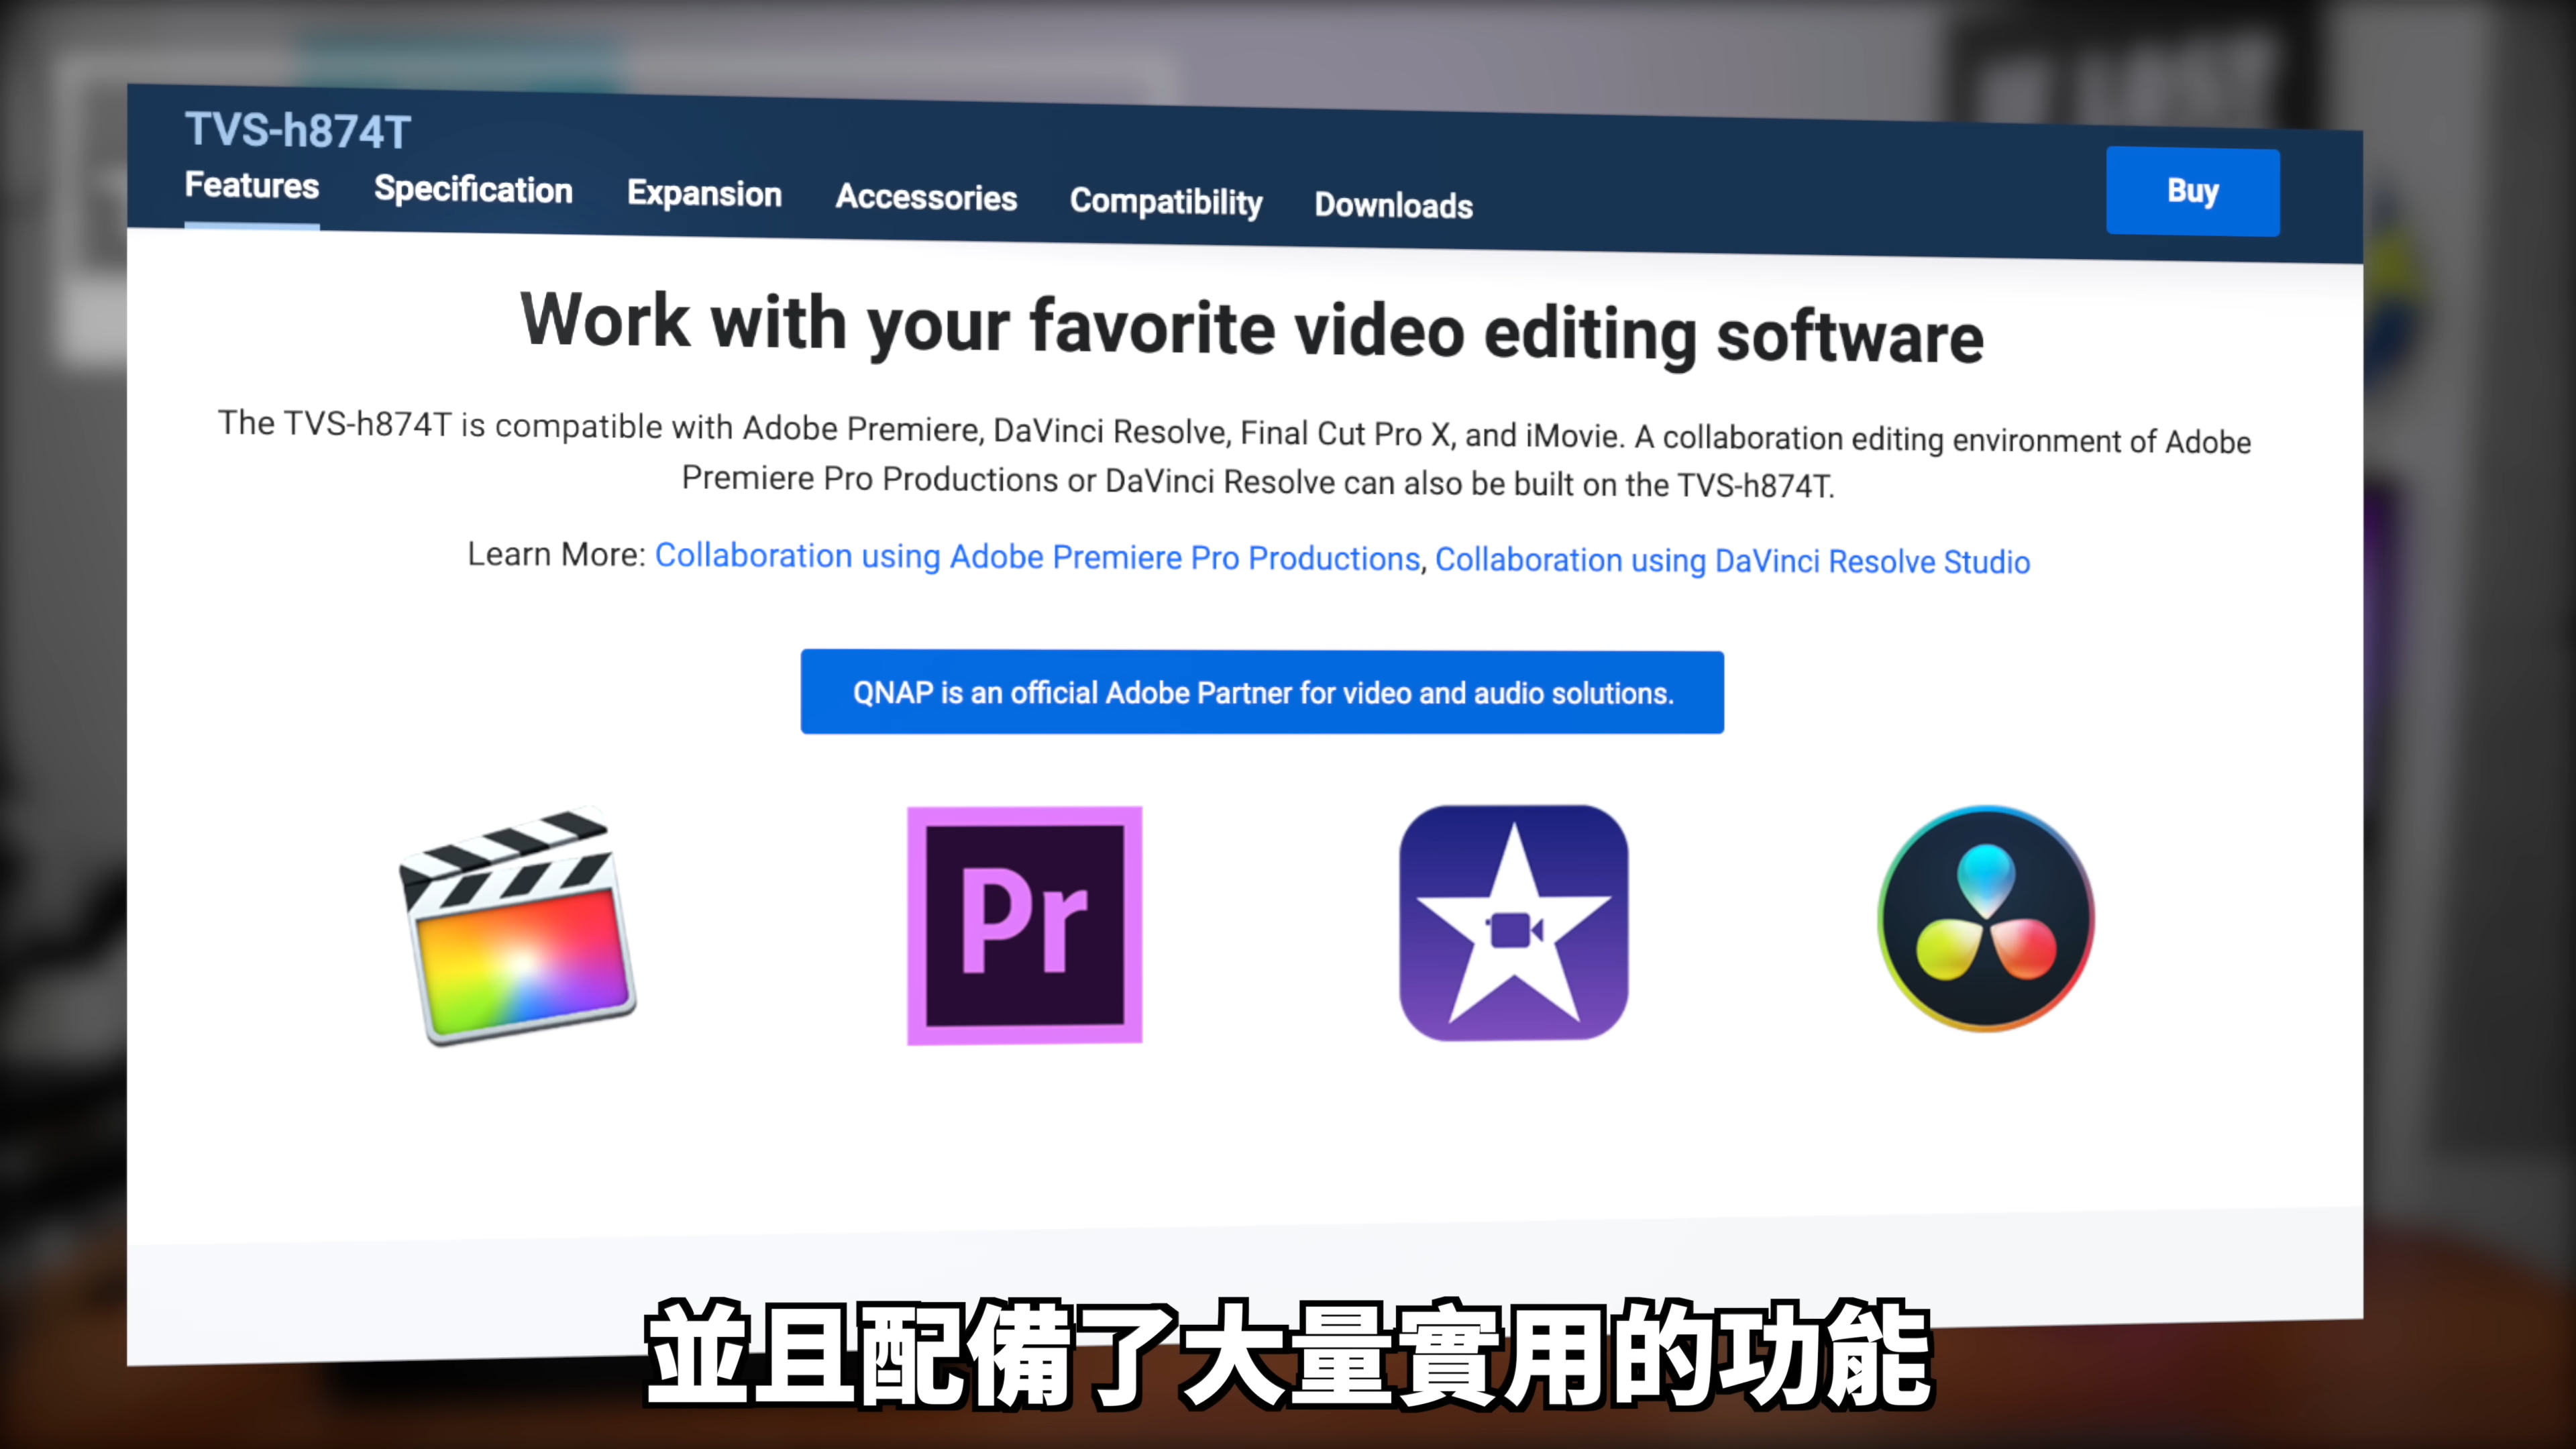 TVS-h874T
Features Specification Expansion Accessories Compatibility Downloads Buy
Work with your favorite video editing software
The TVS-h874T is compatible with Adobe Premiere, DaVinci Resolve, Final Cut Pro X, and iMovie. A collaboration editing environment of Adobe
Premiere Pro Productions or DaVinci Resolve can also be built on the TVS-h874T.
Learn More: Collaboration using Adobe Premiere Pro Productions, Collaboration using DaVinci Resolve Studio
QNAP is an official Adobe Partner for video and audio solutions.
Pr
並且配備了大量實用的功能